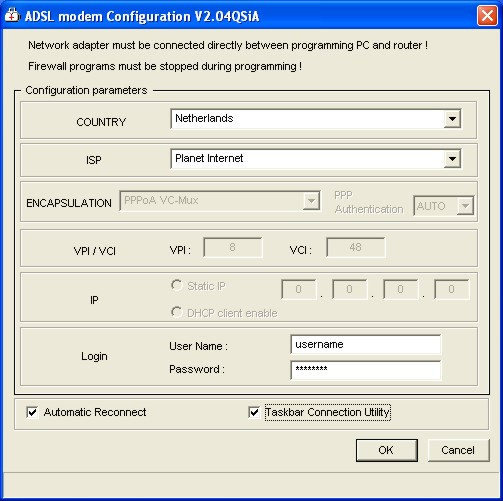 ADSL modem Configuration V2.04QSiA
Network adapter must be connected directly between programming PC and router !
Firewall programs must be stopped during programming !
Configuration parameters
COUNTRY Netherlands
ISP Planet Internet
ENCAPSULATION PPPoA VC-Mux PPP Authentication AUTO
VPI / VCI VPI : 8 VCI : 48
IP
Static IP 0 . 0 . 0 . 0
DHCP client enable
Login
User Name : username
Password : ********
Automatic Reconnect Taskbar Connection Utility
OK Cancel